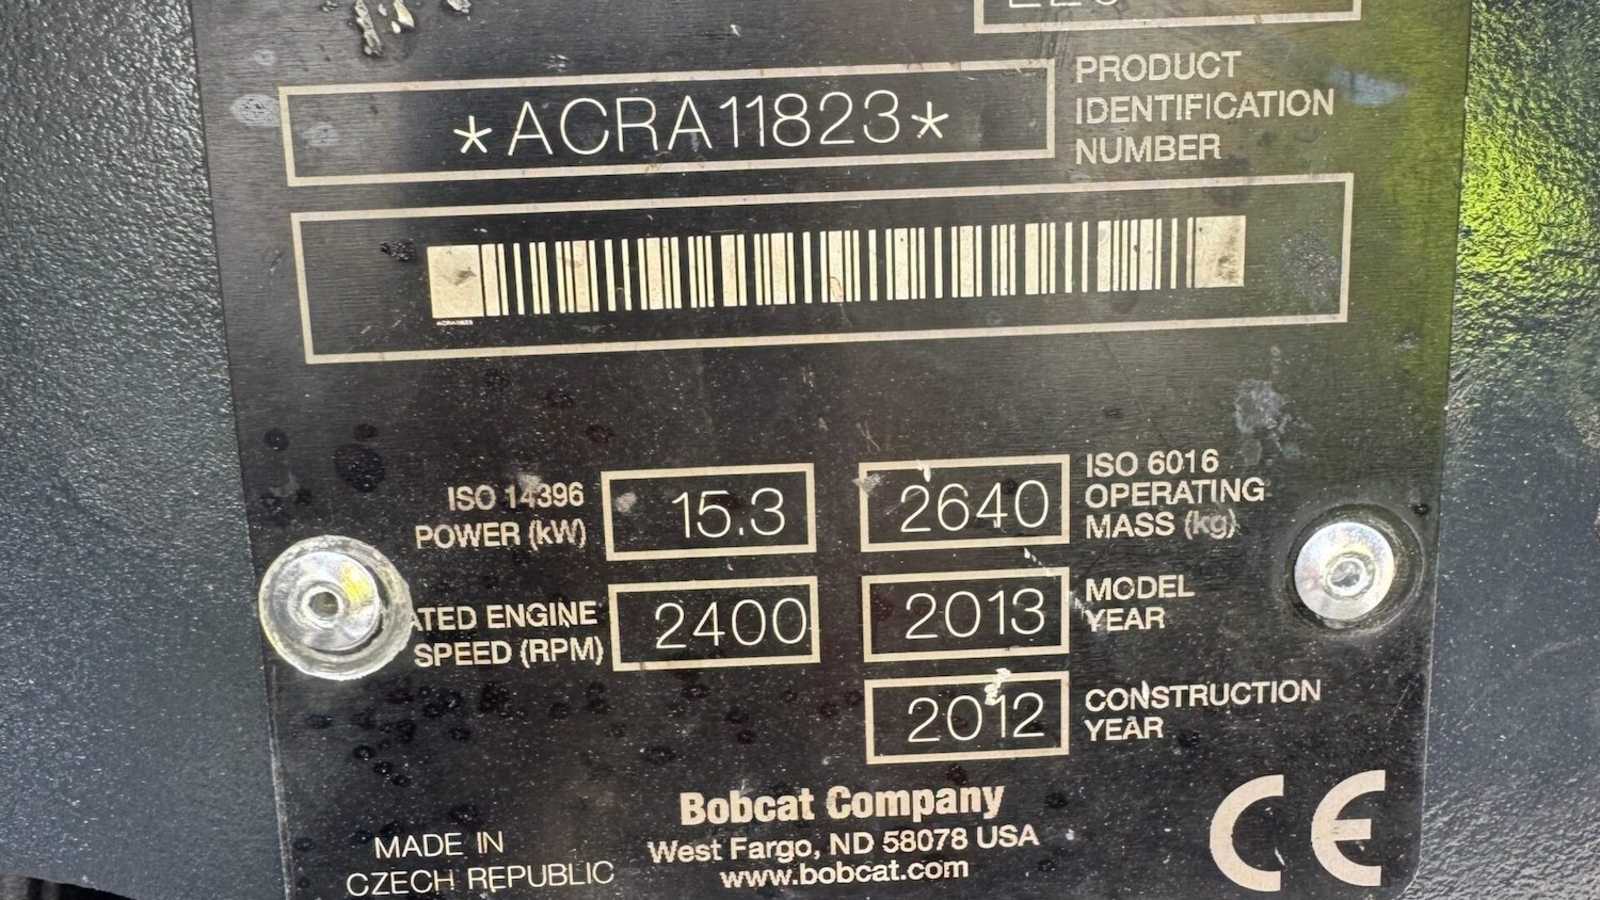 *ACRA11823*
PRODUCT
IDENTIFICATION
NUMBER
ISO 14396
POWER (kW)
15.3
2640
ISO 6016
OPERATING
MASS (kg)
RATED ENGINE
SPEED (RPM)
2400
2013
MODEL
YEAR
2012
CONSTRUCTION
YEAR
Bobcat Company
West Fargo, ND 58078 USA
www.bobcat.com
MADE IN
CZECH REPUBLIC
CE